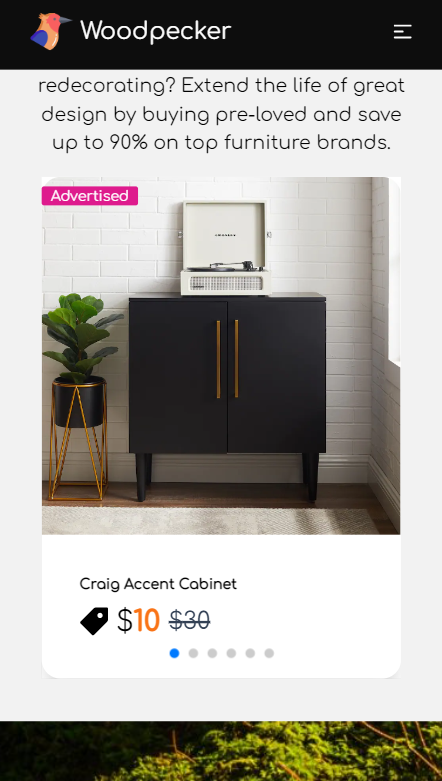 Woodpecker
redecorating? Extend the life of great
design by buying pre-loved and save
up to 90% on top furniture brands.
Advertised
Craig Accent Cabinet
$10 $30